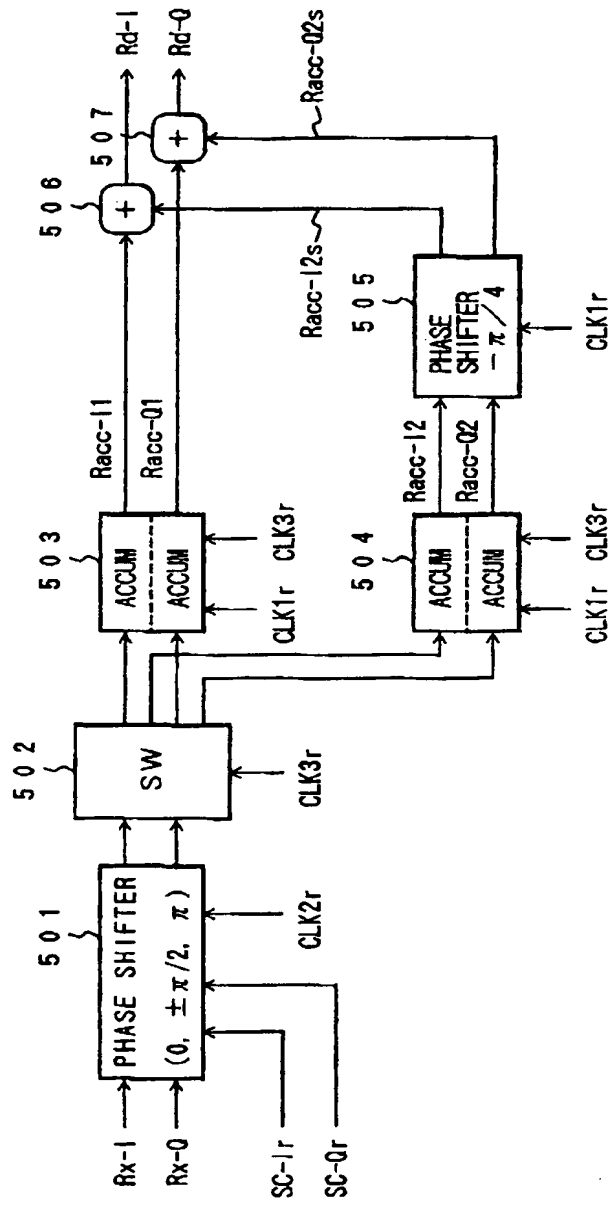 Rx-I
Rx-Q
SC-Ir
SC-Qr
501
PHASE SHIFTER
(0, ±π/2, π)
CLK2r
502
SW
CLK3r
503
ACCUM
ACCUM
CLK1r
CLK3r
504
ACCUM
ACCUM
CLK1r
CLK3r
Racc-I1
Racc-Q1
Racc-I2
Racc-Q2
505
PHASE
SHIFTER
-π/4
CLK1r
Racc-I2s
Racc-Q2s
506
+
507
+
Rd-I
Rd-Q